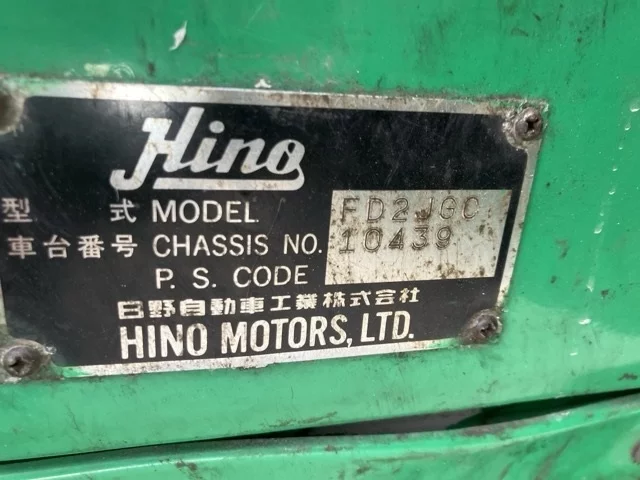 Hino
型 式 MODEL FD2JGC
車台番号 CHASSIS NO. 10439
P. S. CODE
日野自動車工業株式会社
HINO MOTORS, LTD.